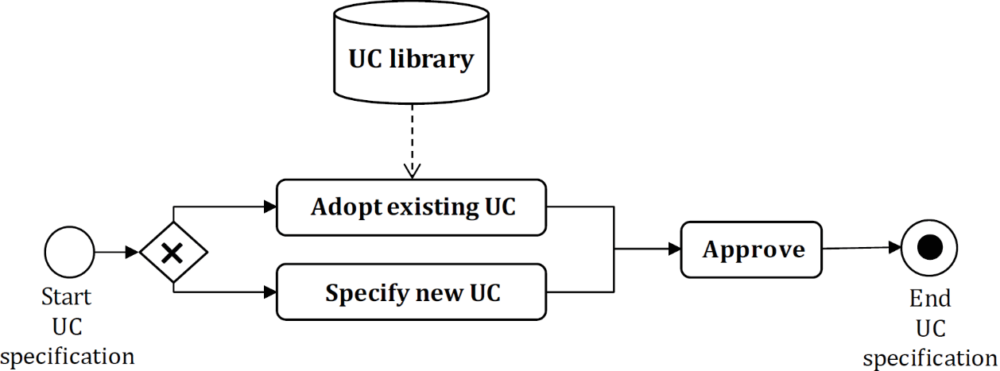 UC library
Adopt existing UC
Specify new UC
Approve
Start
UC
specification
End
UC
specification